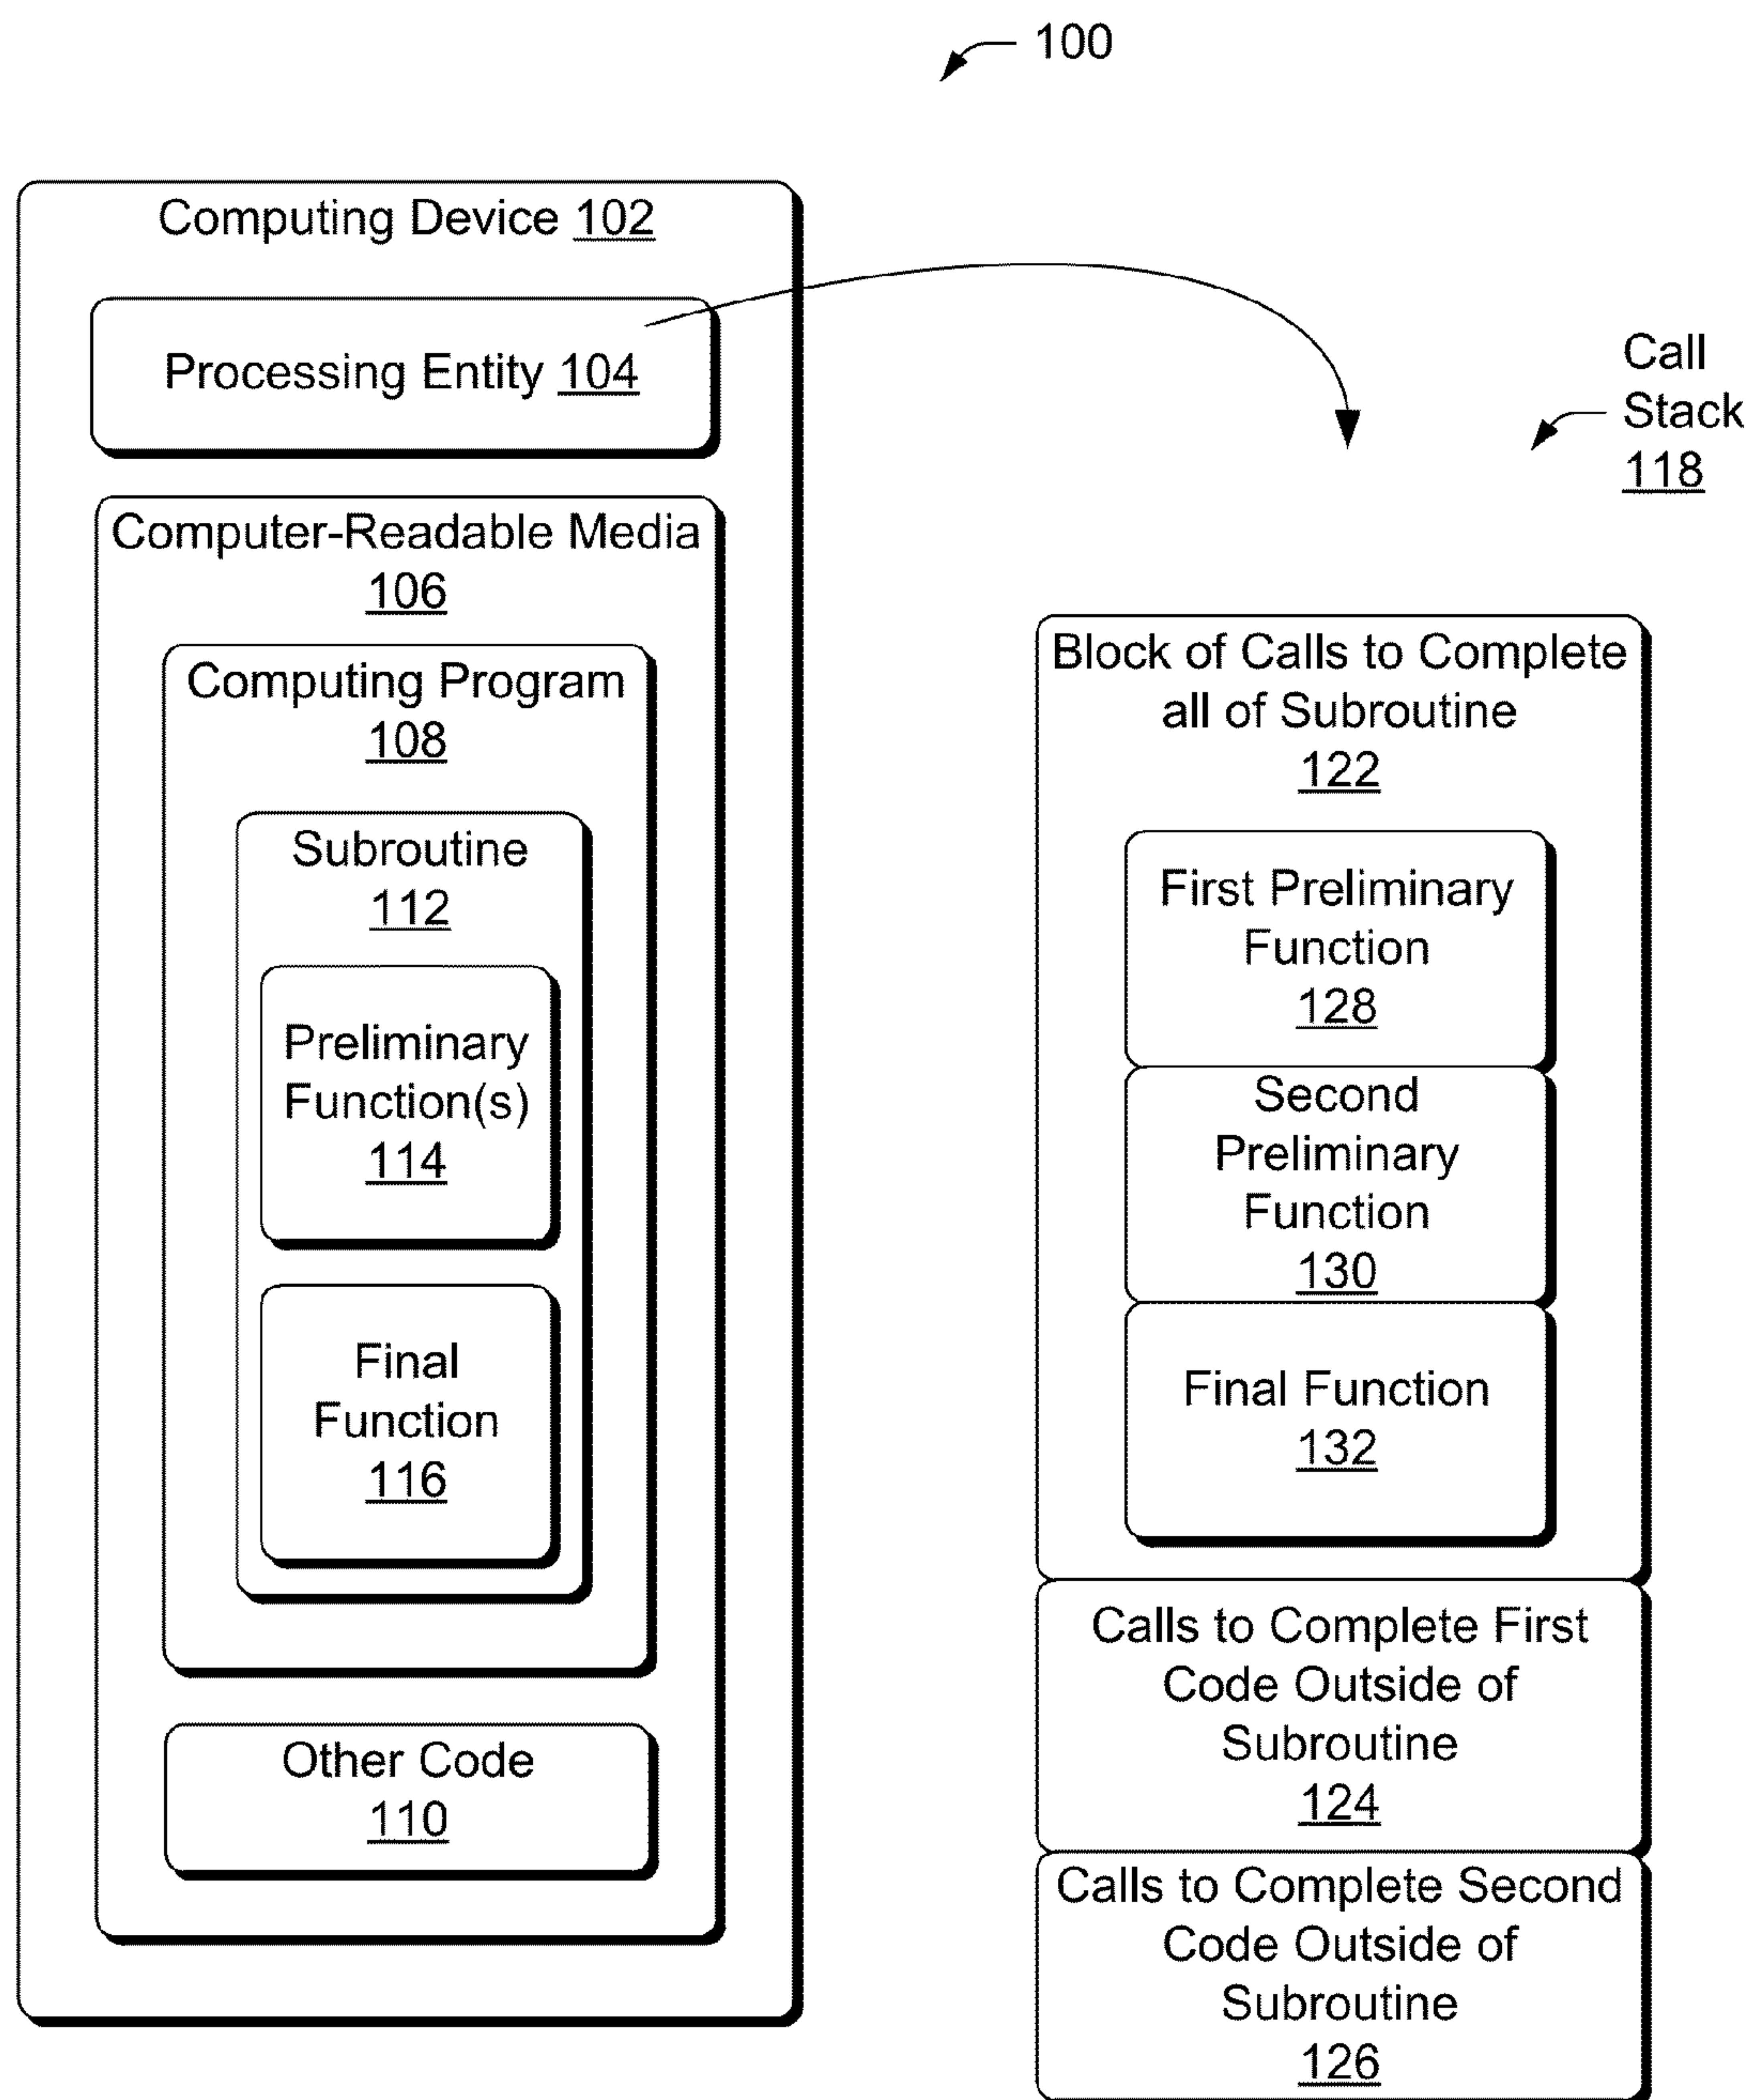 100
Computing Device 102
Processing Entity 104
Computer-Readable Media
106
Computing Program
108
Subroutine
112
Preliminary
Function(s)
114
Final
Function
116
Other Code
110
Call
Stack
118
Block of Calls to Complete
all of Subroutine
122
First Preliminary
Function
128
Second
Preliminary
Function
130
Final Function
132
Calls to Complete First
Code Outside of
Subroutine
124
Calls to Complete Second
Code Outside of
Subroutine
126